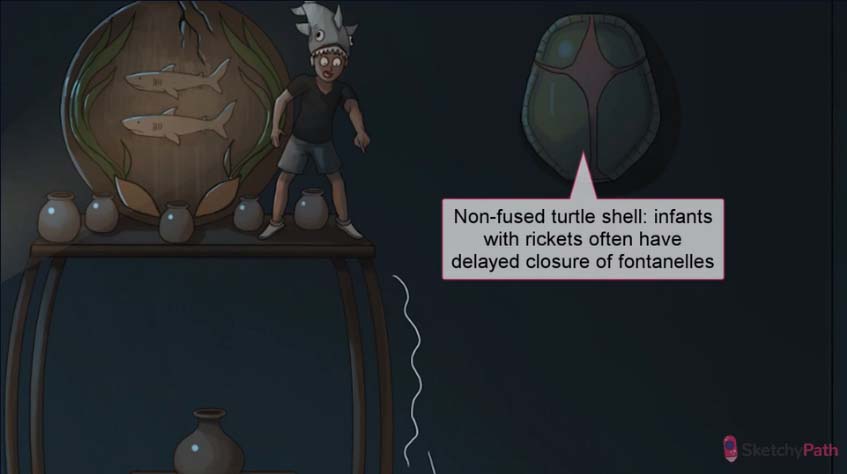 Non-fused turtle shell: infants
with rickets often have
delayed closure of fontanelles
SketchyPath